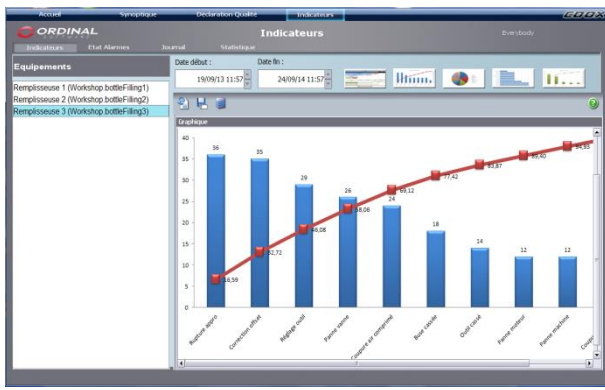 Accueil Synoptique Déclaration Qualité Indicateurs COOX
ORDINAL
SOFTWARE
Indicateurs
Everybody
Indicateurs Etat Alarmes Journal Statistique
Equipements
Date début : Date fin :
19/09/13 11:57 24/09/14 11:57
Remplisseuse 1 (Workshop.bottleFilling1)
Remplisseuse 2 (Workshop.bottleFilling2)
Remplisseuse 3 (Workshop.bottleFilling3)
Graphique
40
35
30
25
20
15
10
5
0
36 35 29 26 24 18 14 12 12
16,59 32,72 46,08 58,06 69,12 77,42 83,87 89,40 94,93
Rupture appro
Correction offset
Réglage outil
Panne vanne
Coupure air comprimé
Buse cassée
Outil cassé
Panne moteur
Panne machine